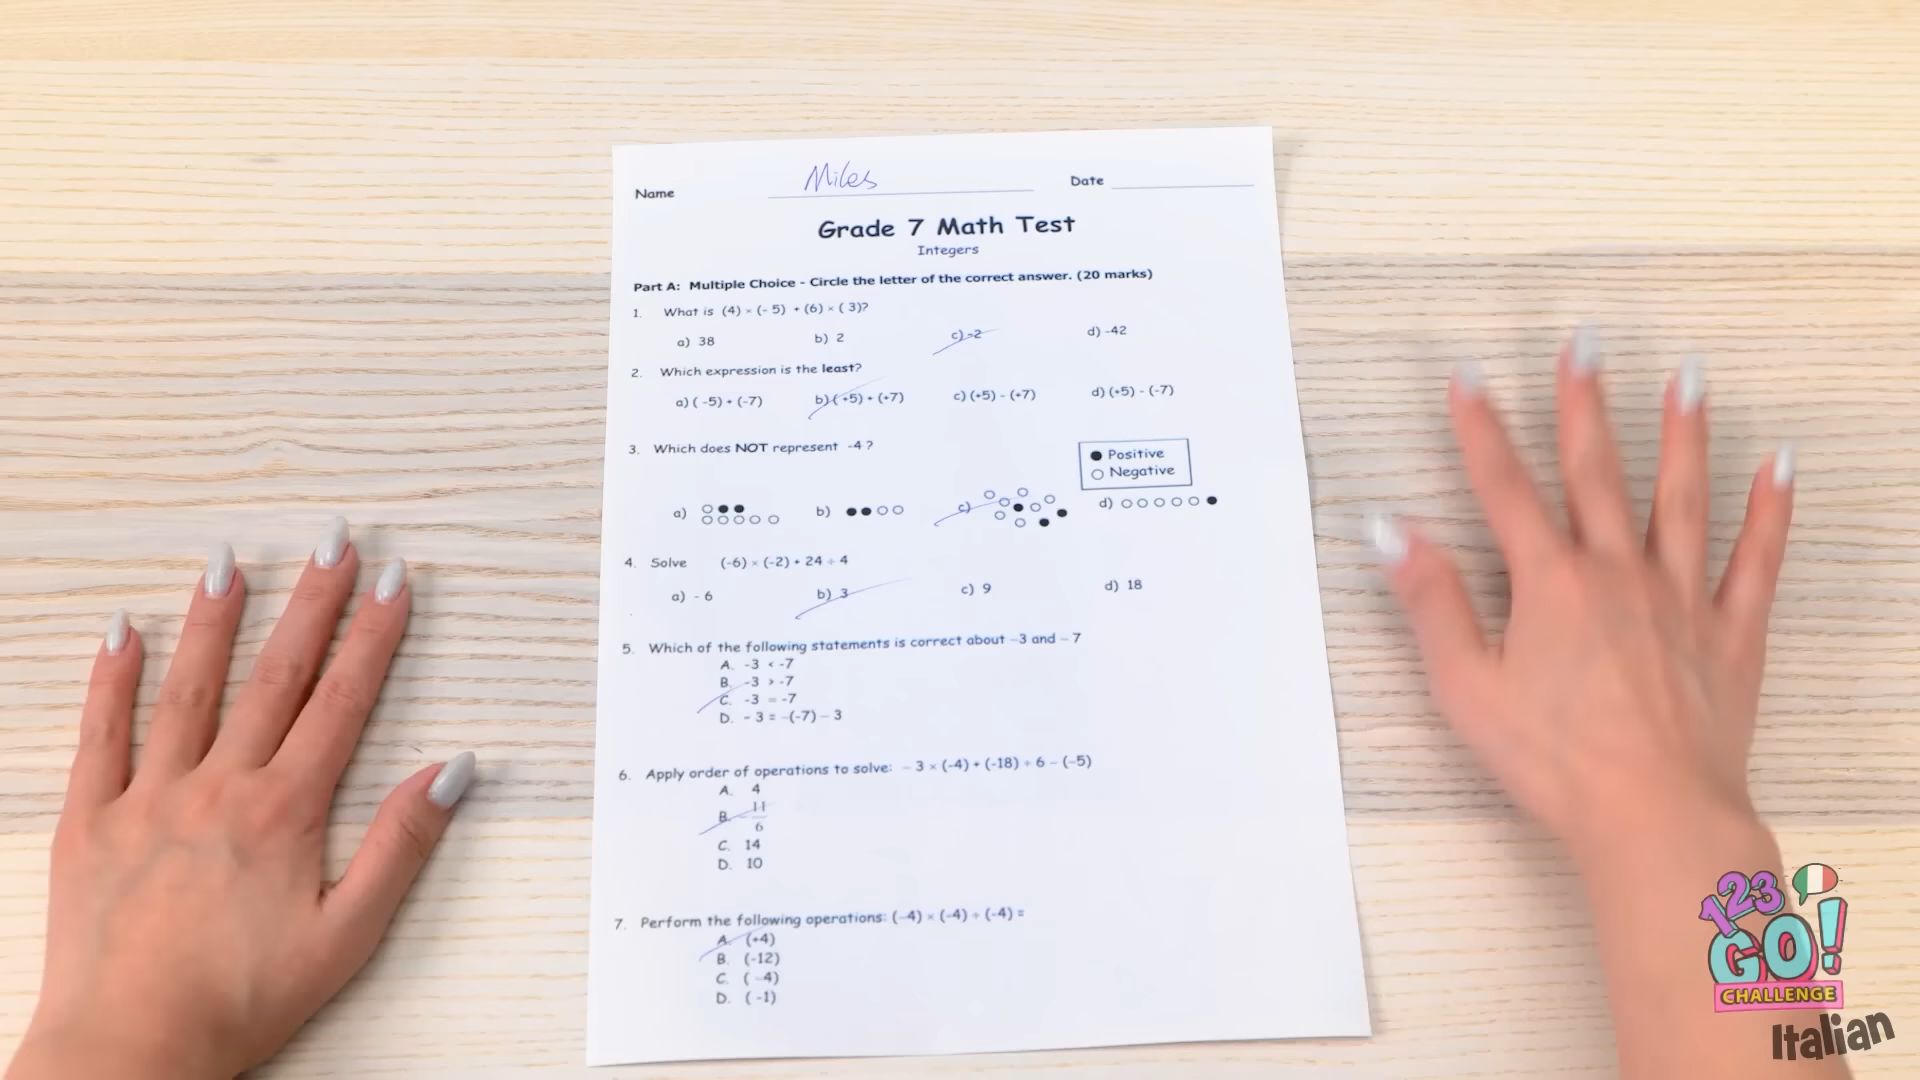 Name Miles Date
Grade 7 Math Test
Integers
Part A: Multiple Choice - Circle the letter of the correct answer. (20 marks)
1. What is (4) × (- 5) + (6) × ( 3)?
a) 38 b) 2 c) -2 d) -42
2. Which expression is the least?
a) ( -5) + (-7) b) ( +5) + (+7) c) (+5) - (+7) d) (+5) - (-7)
3. Which does NOT represent -4 ?
Positive
Negative
a) b) c) d)
4. Solve (-6) × (-2) + 24 ÷ 4
a) - 6 b) 3 c) 9 d) 18
5. Which of the following statements is correct about -3 and - 7
A. -3 < -7
B. -3 > -7
C. -3 = -7
D. - 3 = -(-7) - 3
6. Apply order of operations to solve: - 3 × (-4) + (-18) ÷ 6 - (-5)
A. 4
B. - 11
6
C. 14
D. 10
7. Perform the following operations: (-4) × (-4) ÷ (-4) =
A. (+4)
B. (-12)
C. ( -4)
D. ( -1)
123
GO!
CHALLENGE
Italian